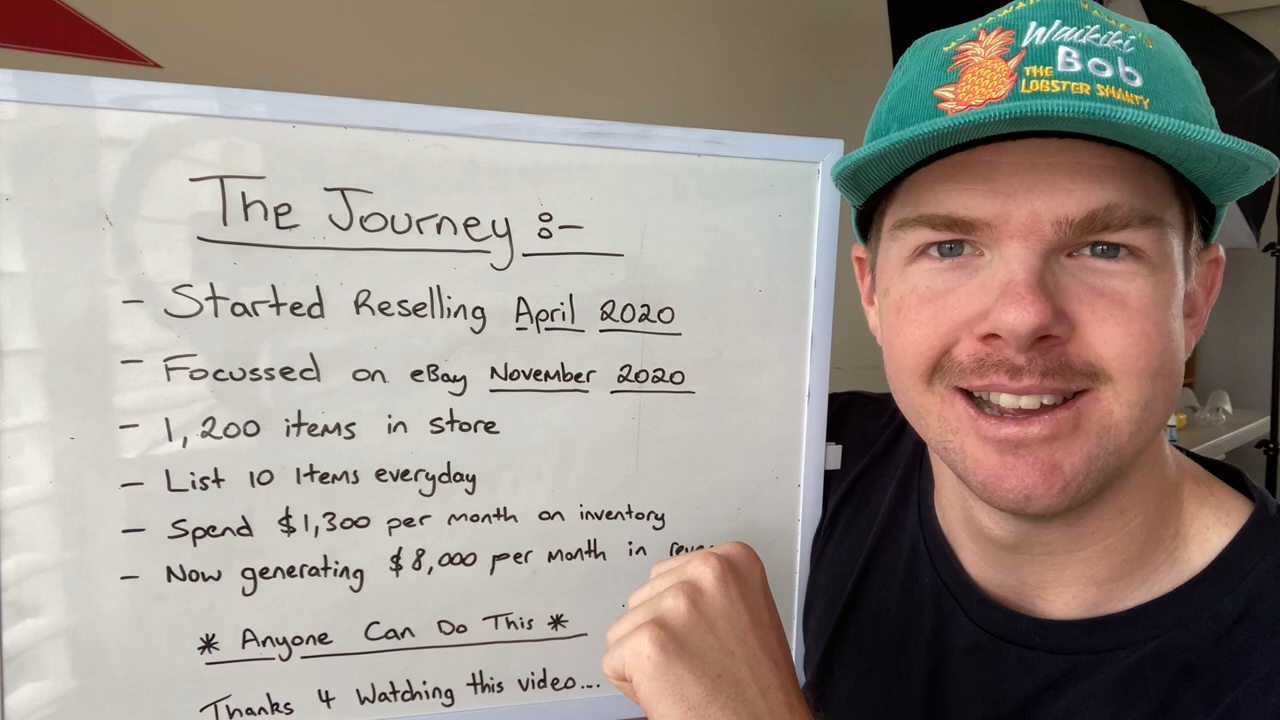 The Journey :-
- Started Reselling April 2020
- Focussed on eBay November 2020
- 1,200 items in store
- List 10 Items everyday
- Spend $1,300 per month on inventory
- Now generating $8,000 per month in
* Anyone Can Do This *
Thanks 4 Watching this video...
Waikiki
Bob
THE
LOBSTER SHANTY